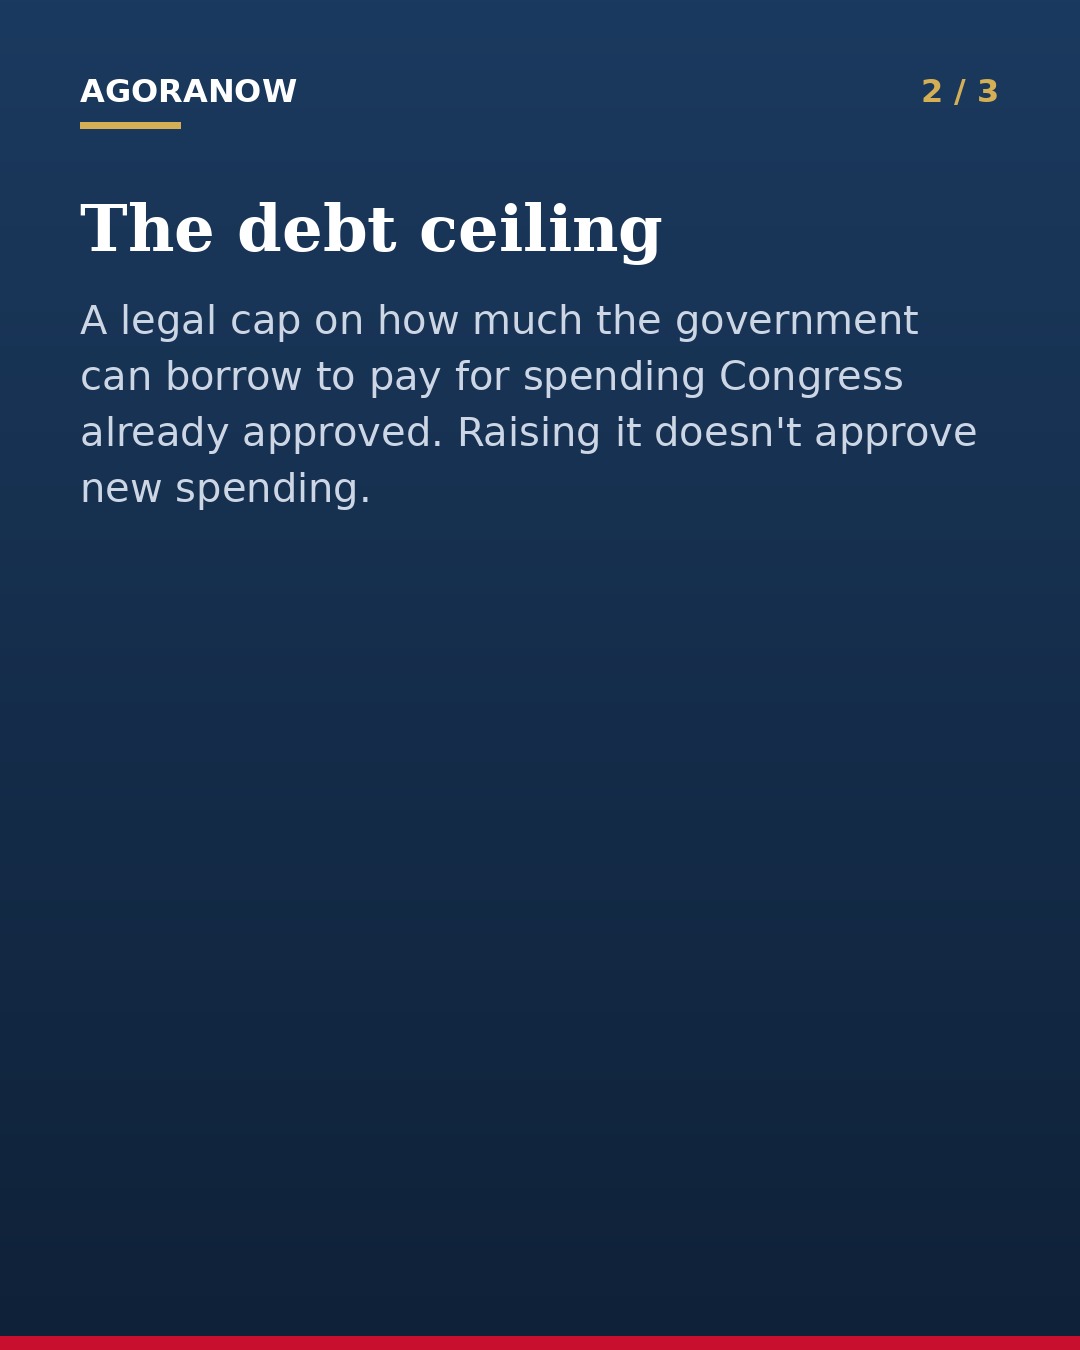 AGORANOW
2 / 3
The debt ceiling
A legal cap on how much the government
can borrow to pay for spending Congress
already approved. Raising it doesn't approve
new spending.